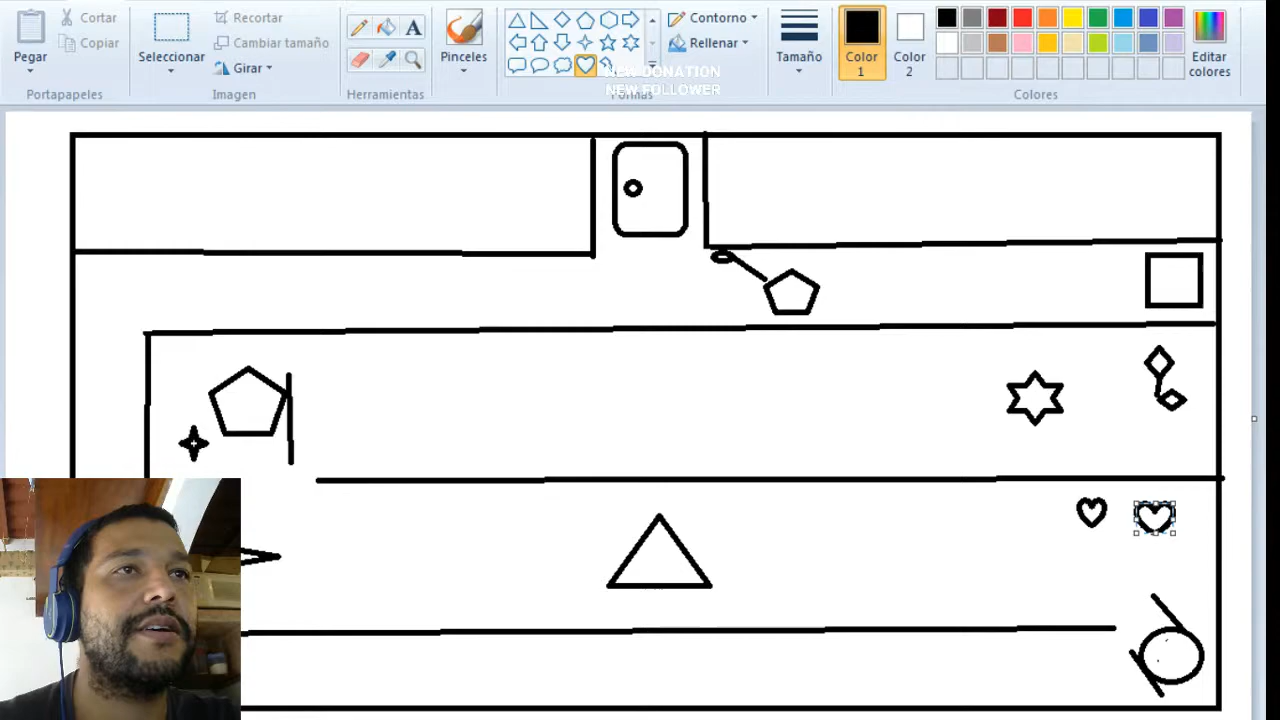 Cortar
Copiar
Pegar
Portapapeles
Seleccionar
Recortar
Cambiar tamaño
Girar
Imagen
A
Herramientas
Pinceles
Contorno
Rellenar
NEW DONATION
NEW FOLLOWER
Formas
Tamaño
Color 1
Color 2
Editar colores
Colores